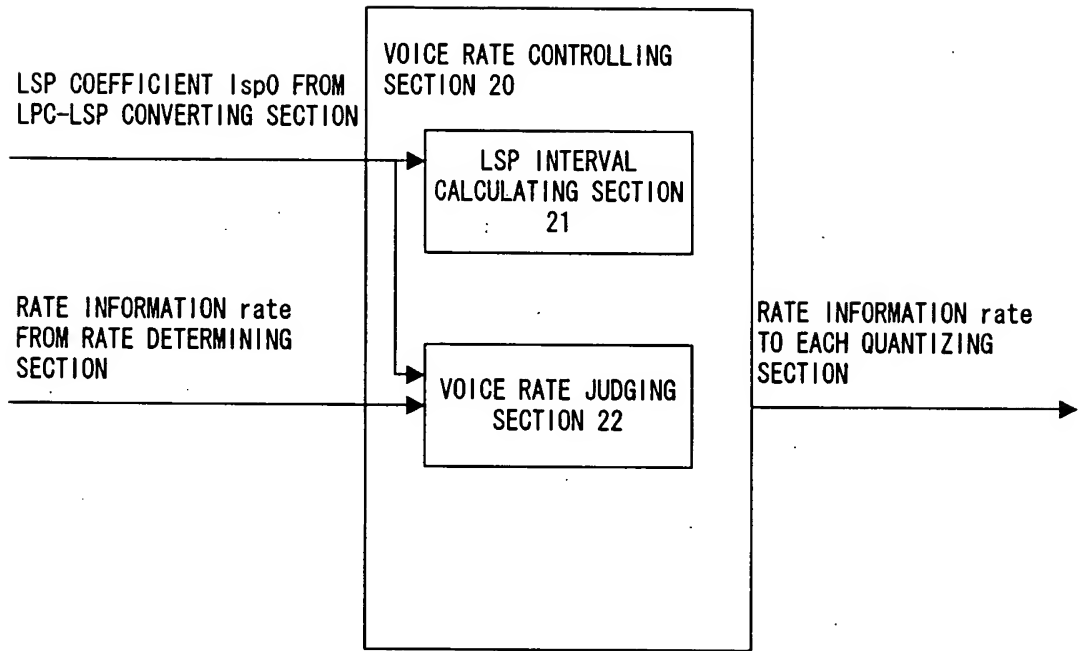 VOICE RATE CONTROLLING
SECTION 20
LSP COEFFICIENT lsp0 FROM
LPC-LSP CONVERTING SECTION
LSP INTERVAL
CALCULATING SECTION
21
RATE INFORMATION rate
FROM RATE DETERMINING
SECTION
VOICE RATE JUDGING
SECTION 22
RATE INFORMATION rate
TO EACH QUANTIZING
SECTION